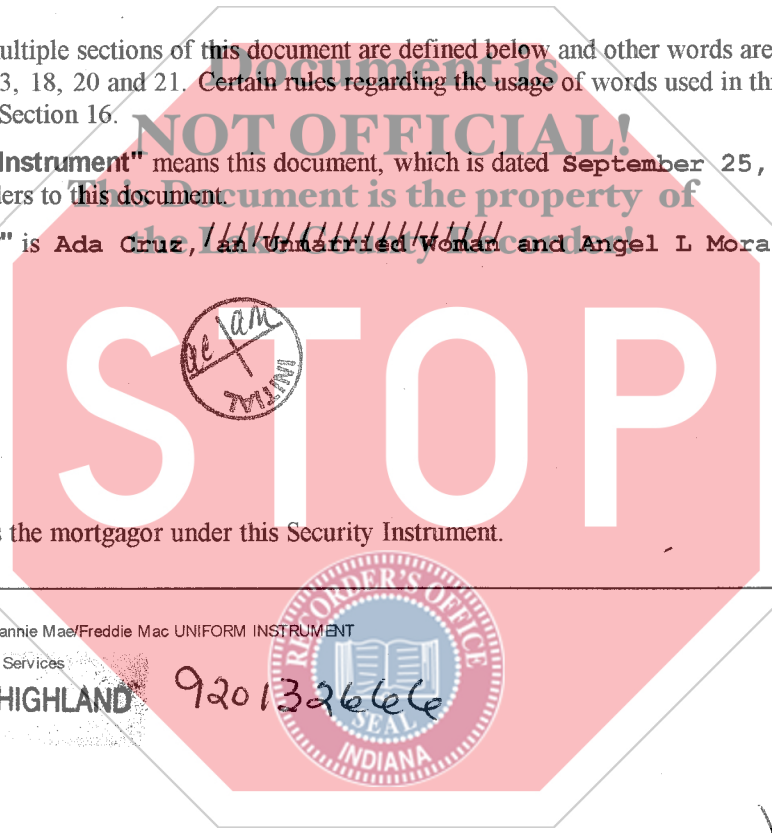 ultiple sections of this document are defined below and other words are
Document is
3, 18, 20 and 21. Certain rules regarding the usage of words used in thi
Section 16.
NOT OFFICIAL!
Instrument" means this document, which is dated September 25,
This Document is the property of
lers to this document.
the Lake County Recorder!
" is Ada Cruz, an Unmarried Woman and Angel L Mora
ac am
INITIAL
STOP
s the mortgagor under this Security Instrument.
RECORDER'S OFFICE
annie Mae/Freddie Mac UNIFORM INSTRUMENT
Services
HIGHLAND 920132666
SEAL
INDIANA